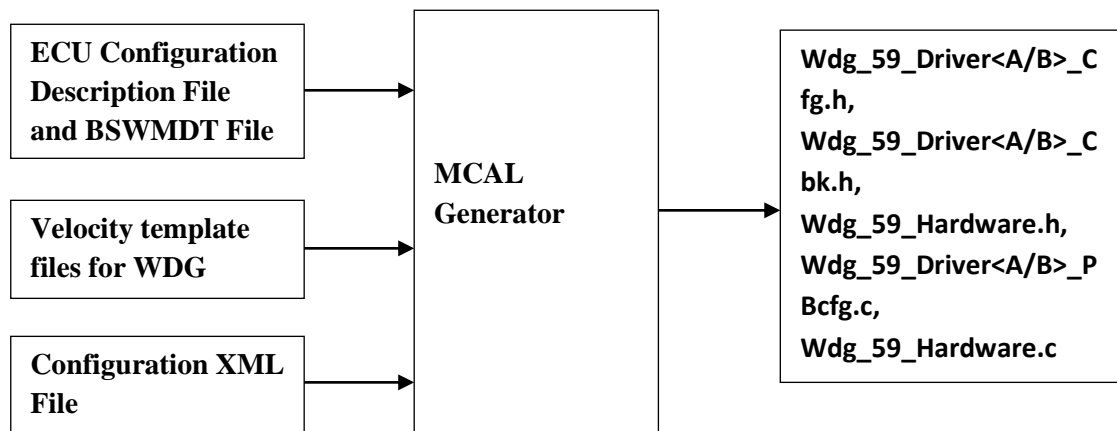 ECU Configuration
Description File
and BSWMDT File
Velocity template
files for WDG
Configuration XML
File
MCAL
Generator
Wdg_59_Driver<A/B>_C
fg.h,
Wdg_59_Driver<A/B>_C
bk.h,
Wdg_59_Hardware.h,
Wdg_59_Driver<A/B>_P
Bcfg.c,
Wdg_59_Hardware.c